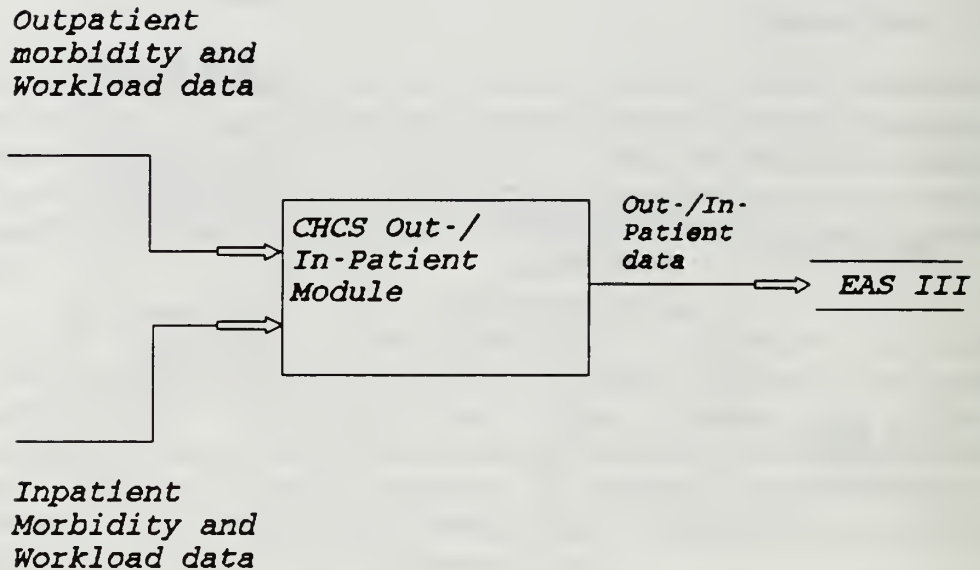 Outpatient
morbidity and
Workload data
CHCS Out-/
In-Patient
Module
Out-/In-
Patient
data
EAS III
Inpatient
Morbidity and
Workload data